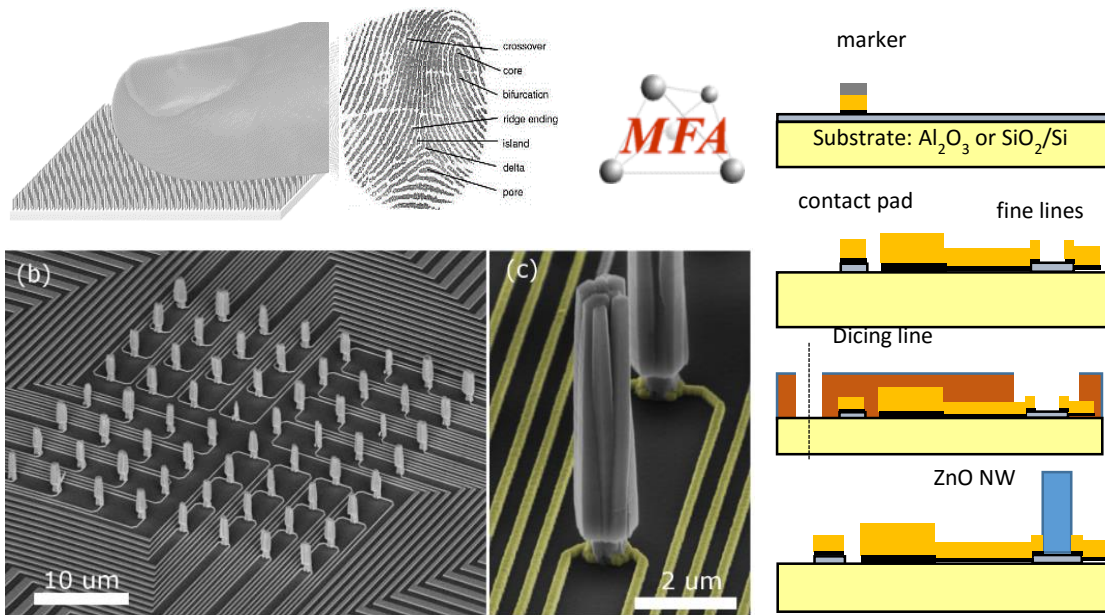 crossover
core
bifurcation
ridge ending
island
delta
pore
MFA
marker
Substrate: Al₂O₃ or SiO₂/Si
contact pad
fine lines
Dicing line
ZnO NW
(b)
10 um
(c)
2 um